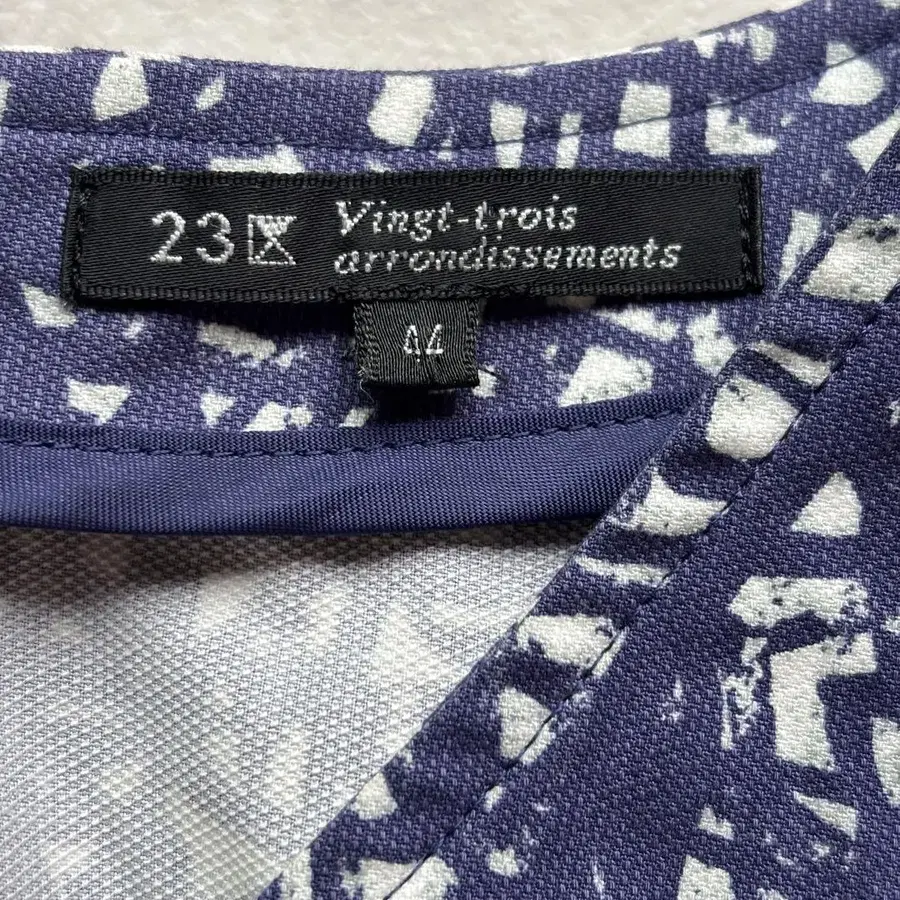 23区 Vingt-trois
arrondissements
44